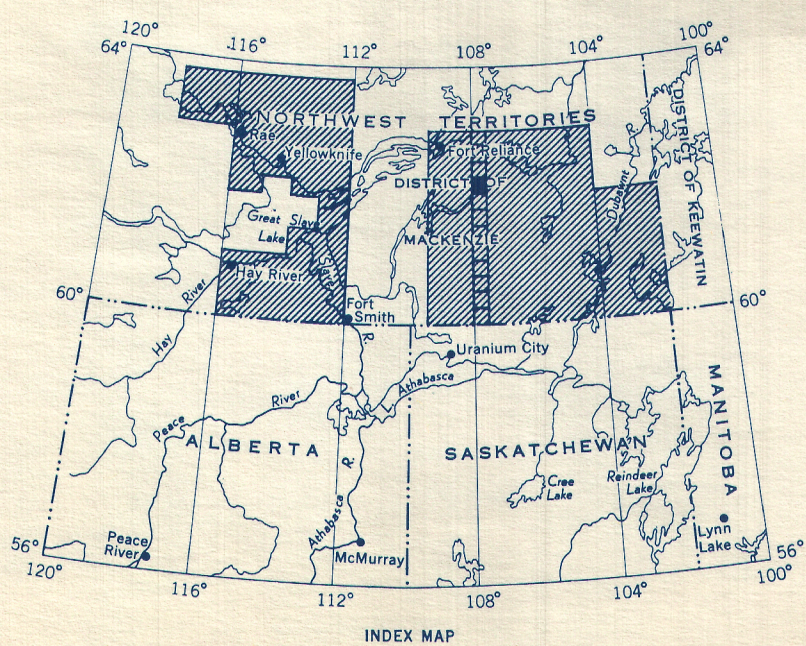 120°
116°
112°
108°
104°
100°
64°
64°
NORTHWEST TERRITORIES
DISTRICT OF KEEWATIN
Rae
Yellowknife
Fort Reliance
DISTRICT OF
MACKENZIE
Dubawnt
Great Slave
Lake
Slave
Hay River
River
Hay
60°
60°
Fort
Smith
R.
Uranium City
Athabasca
L.
River
Peace
ALBERTA
SASKATCHEWAN
MANITOBA
R.
Athabasca
Cree
Lake
Reindeer
Lake
Lynn
Lake
Peace
River
McMurray
56°
56°
120°
116°
112°
108°
104°
100°
INDEX MAP